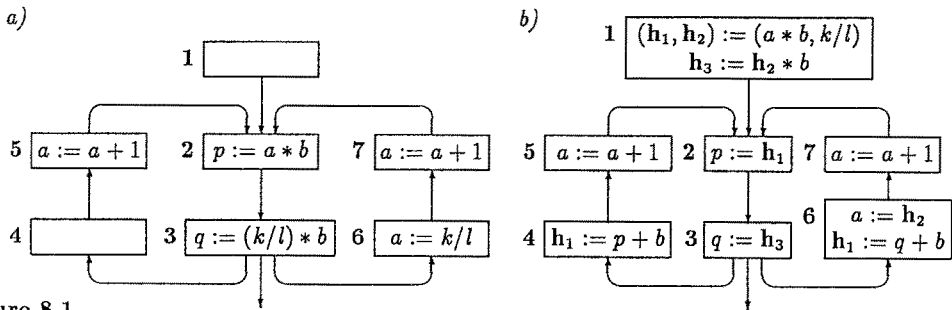 a)
1
5 a := a + 1
2 p := a * b
7 a := a + 1
4
3 q := (k/l) * b
6 a := k/l
b)
1 (h₁, h₂) := (a * b, k/l)
h₃ := h₂ * b
5 a := a + 1
2 p := h₁
7 a := a + 1
4 h₁ := p + b
3 q := h₃
6 a := h₂
h₁ := q + b